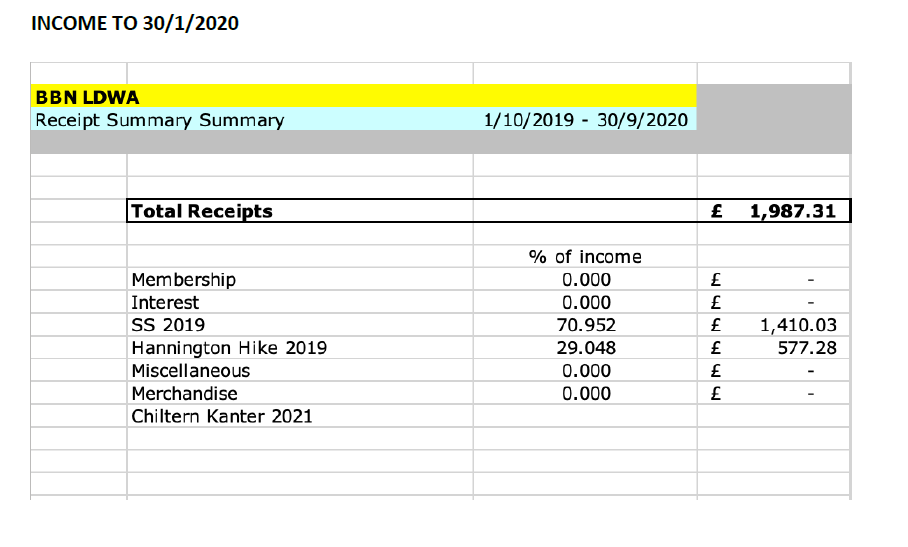 INCOME TO 30/1/2020
BBN LDWA
Receipt Summary Summary 1/10/2019 - 30/9/2020
Total Receipts £ 1,987.31
% of income
Membership 0.000 £ -
Interest 0.000 £ -
SS 2019 70.952 £ 1,410.03
Hannington Hike 2019 29.048 £ 577.28
Miscellaneous 0.000 £ -
Merchandise 0.000 £ -
Chiltern Kanter 2021